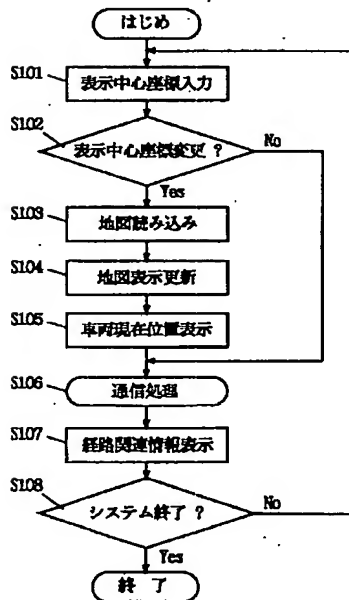 はじめ
S101
表示中心座標入力
S102
表示中心座標変更 ?
No
Yes
S103
地図読み込み
S104
地図表示更新
S105
車両現在位置表示
S106
通信処理
S107
経路関連情報表示
S108
システム終了 ?
No
Yes
終 了